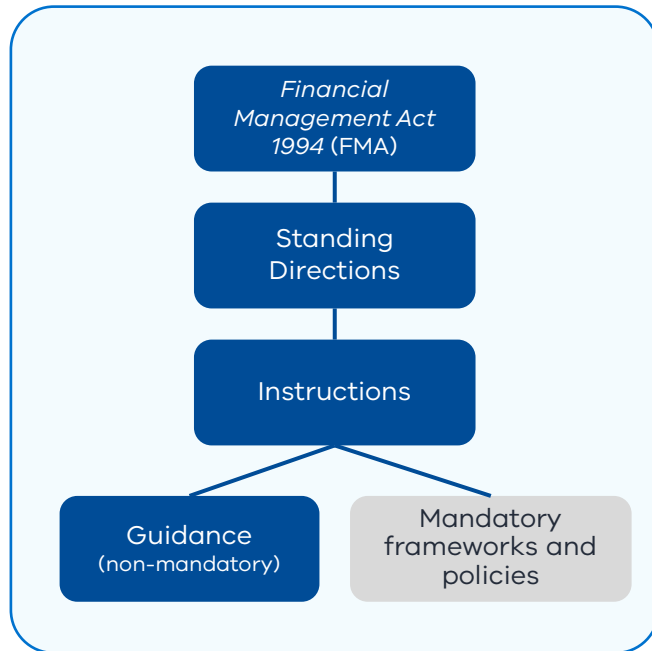 Financial
Management Act
1994 (FMA)
Standing
Directions
Instructions
Guidance
(non-mandatory)
Mandatory
frameworks and
policies